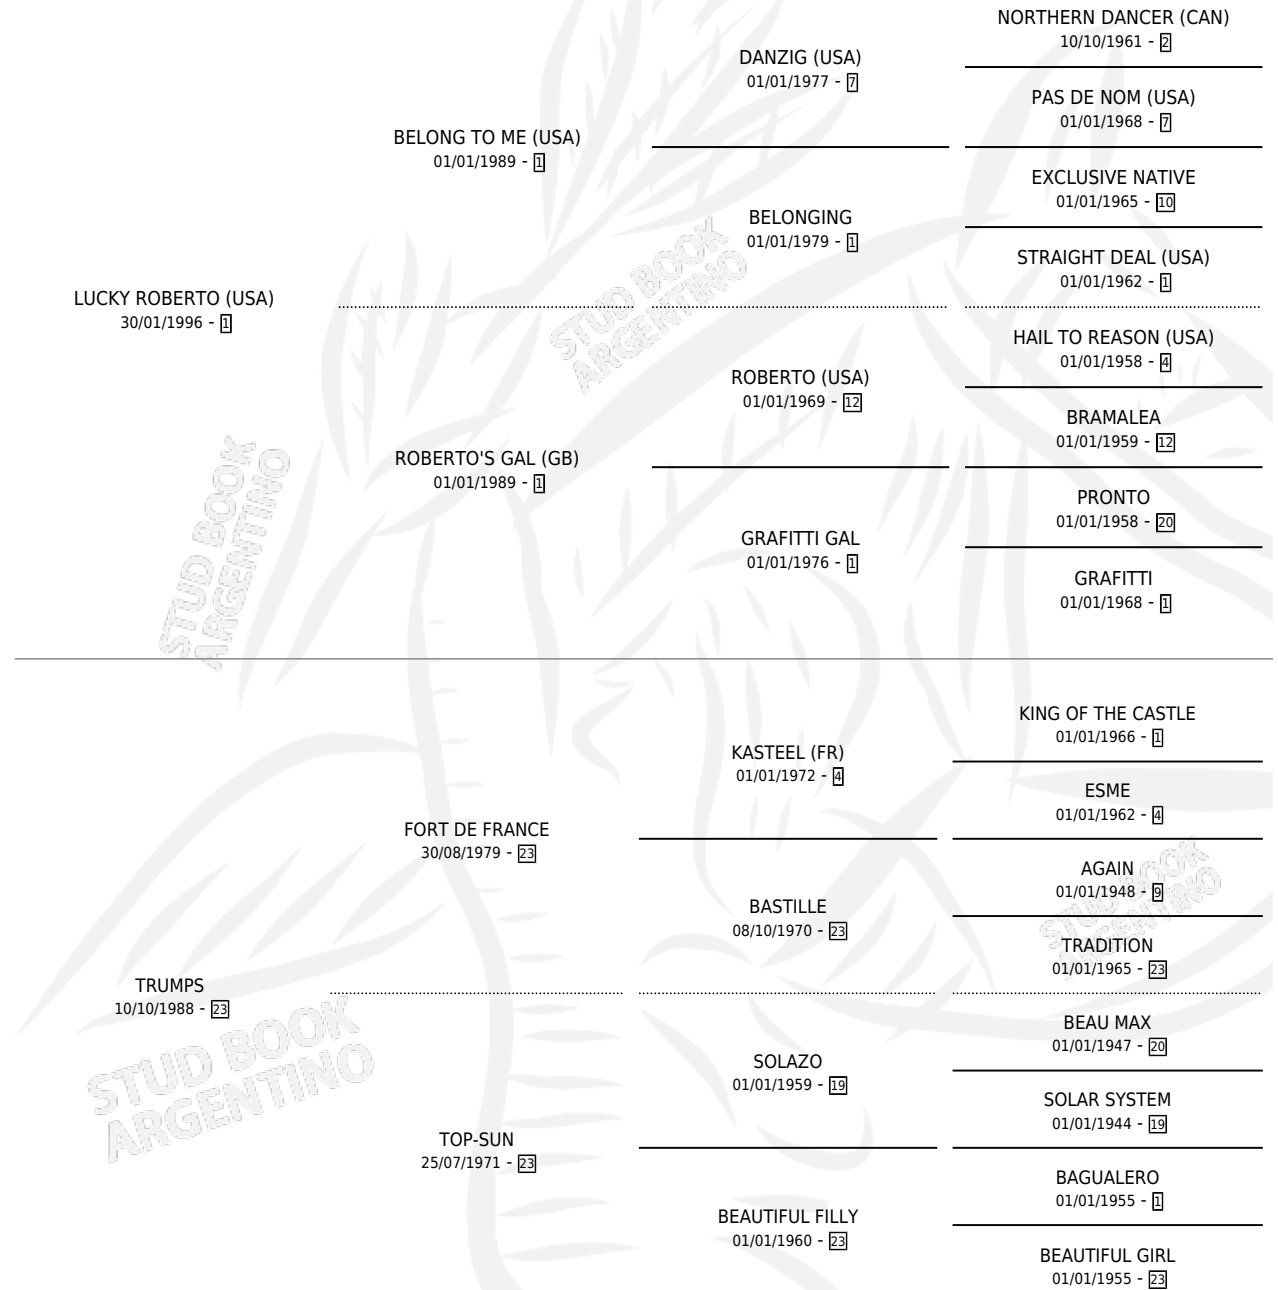 NORTHERN DANCER (CAN)
10/10/1961 - 2
DANZIG (USA)
01/01/1977 - 7
PAS DE NOM (USA)
01/01/1968 - 7
BELONG TO ME (USA)
01/01/1989 - 1
EXCLUSIVE NATIVE
01/01/1965 - 10
BELONGING
01/01/1979 - 1
STRAIGHT DEAL (USA)
01/01/1962 - 1
LUCKY ROBERTO (USA)
30/01/1996 - 1
HAIL TO REASON (USA)
01/01/1958 - 4
ROBERTO (USA)
01/01/1969 - 12
BRAMALEA
01/01/1959 - 12
ROBERTO'S GAL (GB)
01/01/1989 - 1
PRONTO
01/01/1958 - 20
GRAFITTI GAL
01/01/1976 - 1
GRAFITTI
01/01/1968 - 1
STUD BOOK
ARGENTINO
STUD BOOK
ARGENTINO
KING OF THE CASTLE
01/01/1966 - 1
KASTEEL (FR)
01/01/1972 - 4
ESME
01/01/1962 - 4
FORT DE FRANCE
30/08/1979 - 23
AGAIN
01/01/1948 - 9
BASTILLE
08/10/1970 - 23
TRADITION
01/01/1965 - 23
TRUMPS
10/10/1988 - 23
BEAU MAX
01/01/1947 - 20
SOLAZO
01/01/1959 - 19
SOLAR SYSTEM
01/01/1944 - 19
TOP-SUN
25/07/1971 - 23
BAGUALERO
01/01/1955 - 1
BEAUTIFUL FILLY
01/01/1960 - 23
BEAUTIFUL GIRL
01/01/1955 - 23
STUD BOOK
ARGENTINO
STUD BOOK
ARGENTINO